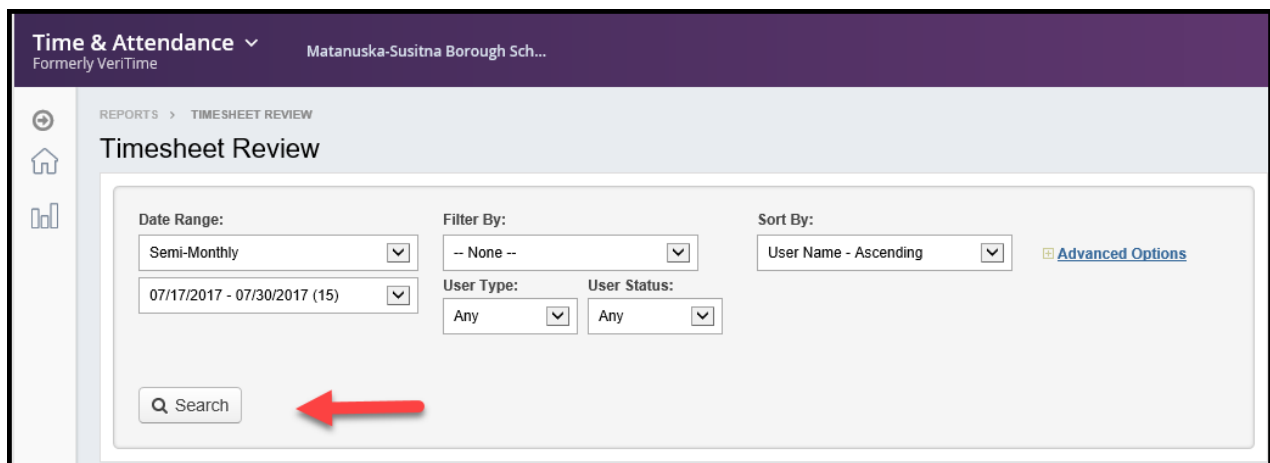 Time & Attendance
Matanuska-Susitna Borough Sch...
Formerly VeriTime
REPORTS > TIMESHEET REVIEW
Timesheet Review
Date Range:
Filter By:
Sort By:
Semi-Monthly
-- None --
User Name - Ascending
Advanced Options
07/17/2017 - 07/30/2017 (15)
User Type:
User Status:
Any
Any
Search